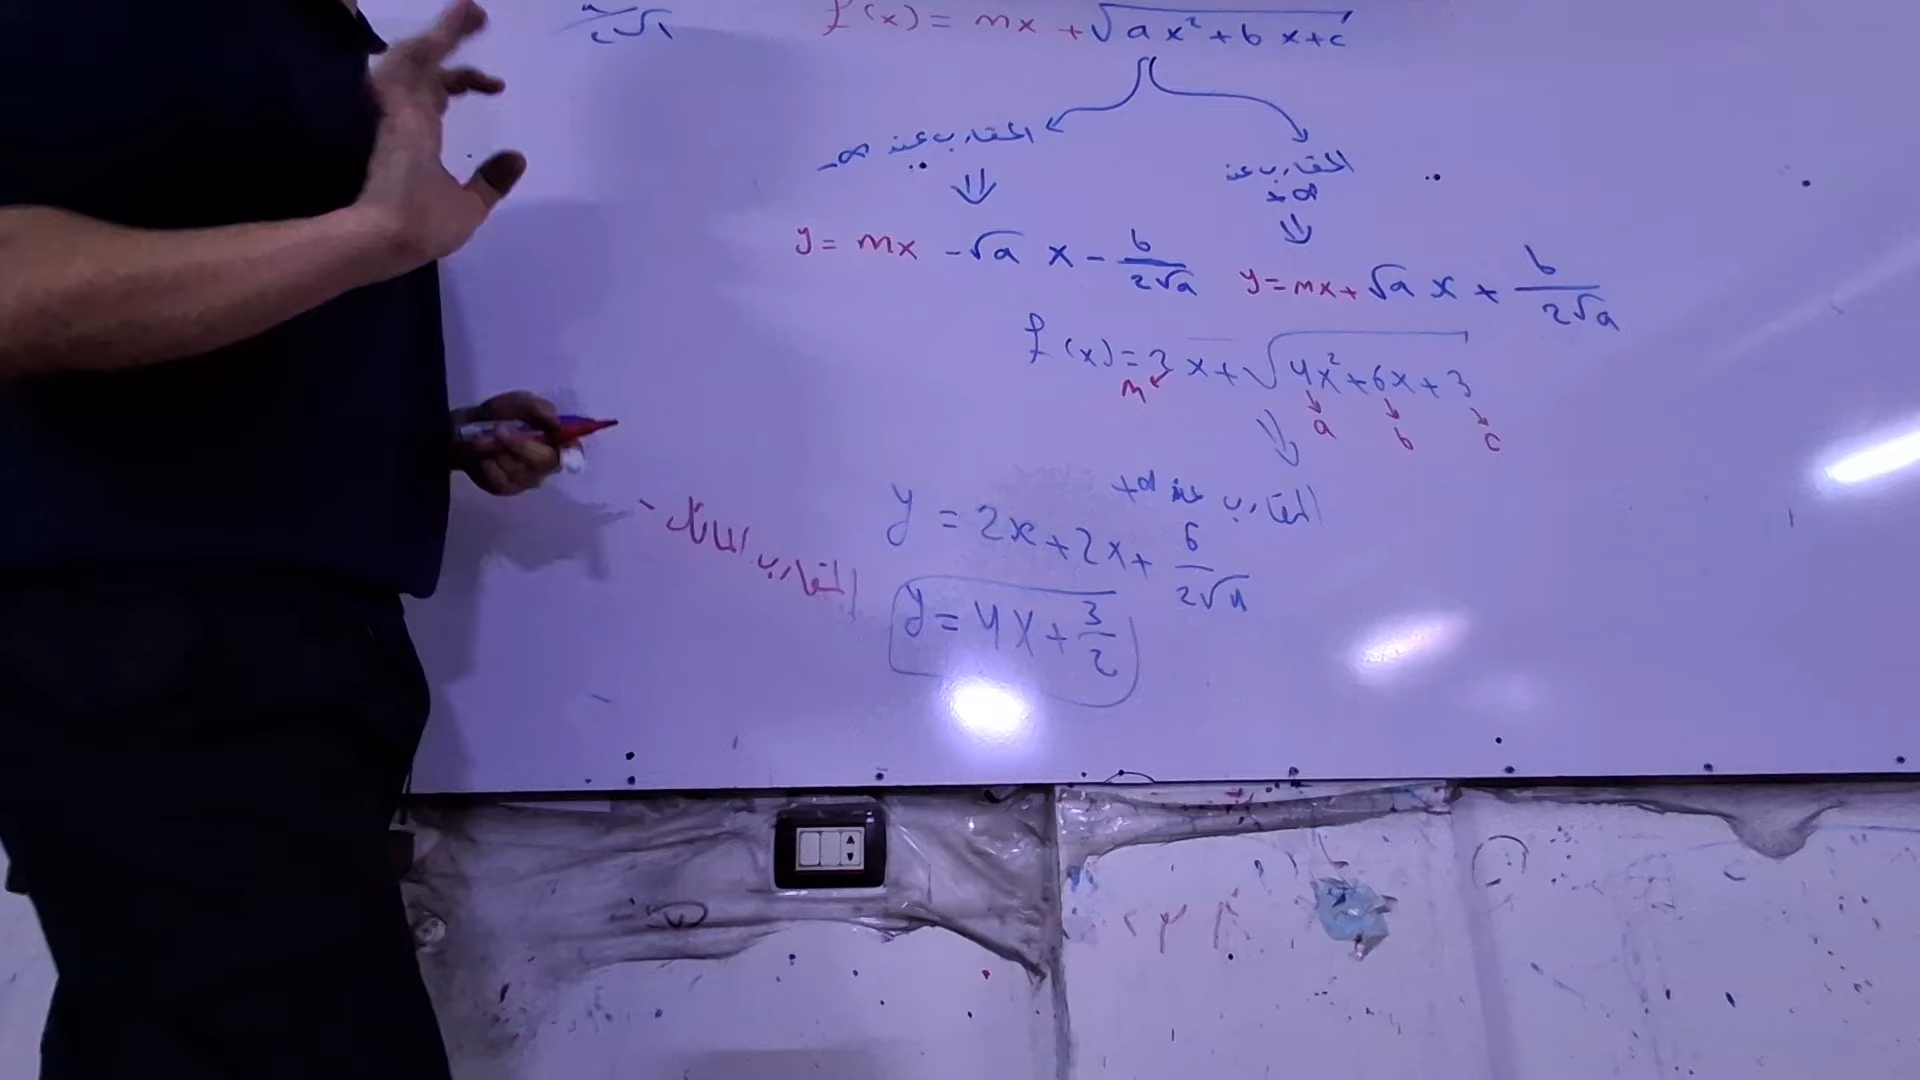 f(x) = mx + √ax² + bx + c
المقارب عند -∞
المقارب عند
+∞
y = mx - √a x - b/2√a
y = mx + √a x + b/2√a
f(x) = 3x + √4x² + 6x + 3
m a b c
المقارب عند +∞
y = 2x + 2x + 6/2√4
المقارب المائل -
y = 4x + 3/2